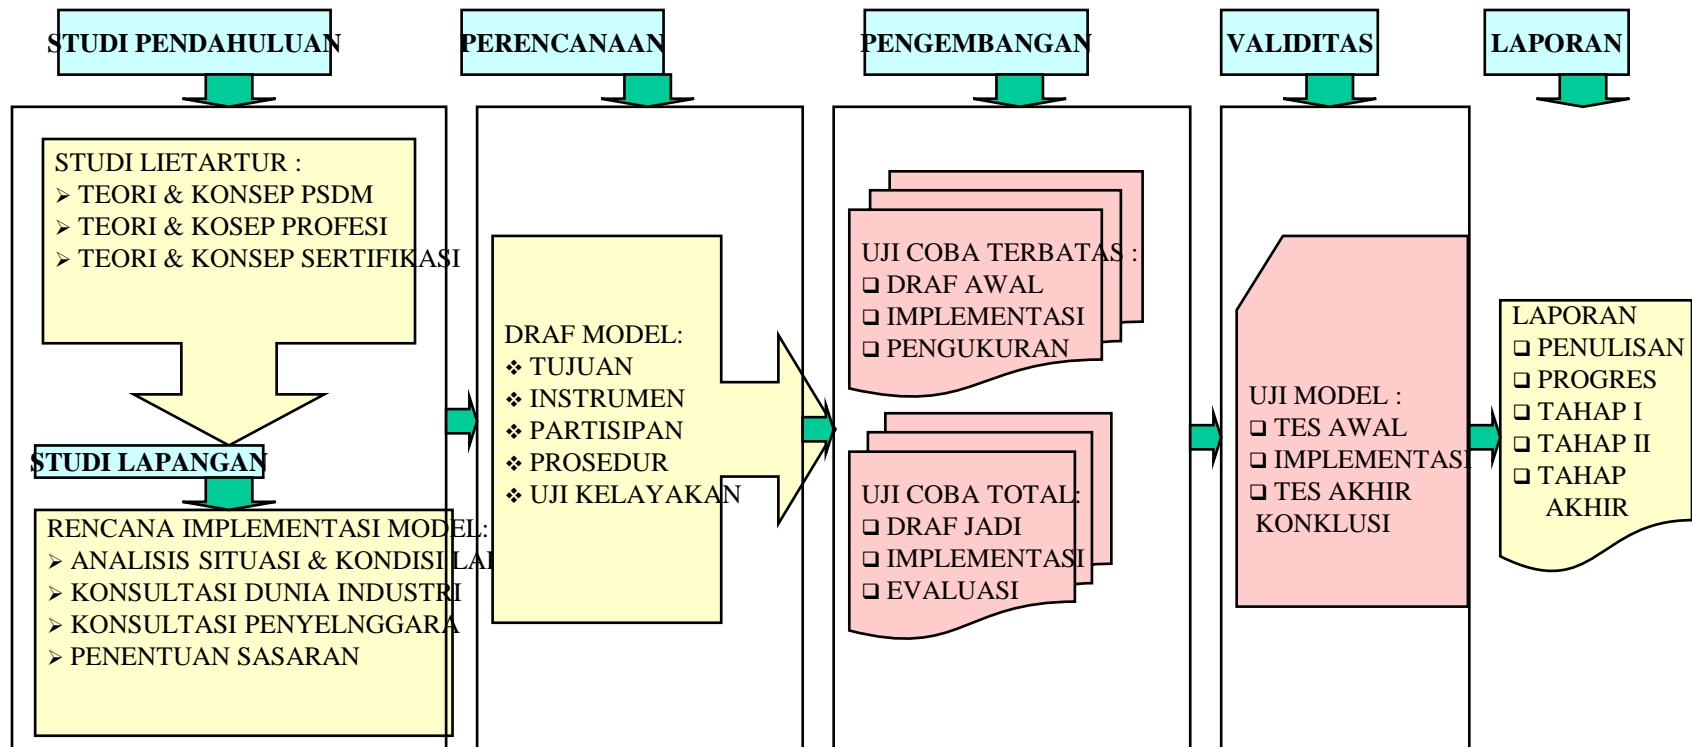 STUDI PENDAHULUAN
PERENCANAAN
PENGEMBANGAN
VALIDITAS
LAPORAN
STUDI LIETARTUR :
➢ TEORI & KONSEP PSDM
➢ TEORI & KOSEP PROFESI
➢ TEORI & KONSEP SERTIFIKASI
STUDI LAPANGAN
RENCANA IMPLEMENTASI MODEL:
➢ ANALISIS SITUASI & KONDISI
➢ KONSULTASI DUNIA INDUSTRI
➢ KONSULTASI PENYELNGGARA
➢ PENENTUAN SASARAN
DRAF MODEL:
❖ TUJUAN
❖ INSTRUMEN
❖ PARTISIPAN
❖ PROSEDUR
❖ UJI KELAYAKAN
UJI COBA TERBATAS :
❑ DRAF AWAL
❑ IMPLEMENTASI
❑ PENGUKURAN
UJI COBA TOTAL:
❑ DRAF JADI
❑ IMPLEMENTASI
❑ EVALUASI
UJI MODEL :
❑ TES AWAL
❑ IMPLEMENTASI
❑ TES AKHIR
KONKLUSI
LAPORAN
❑ PENULISAN
❑ PROGRES
❑ TAHAP I
❑ TAHAP II
❑ TAHAP
AKHIR